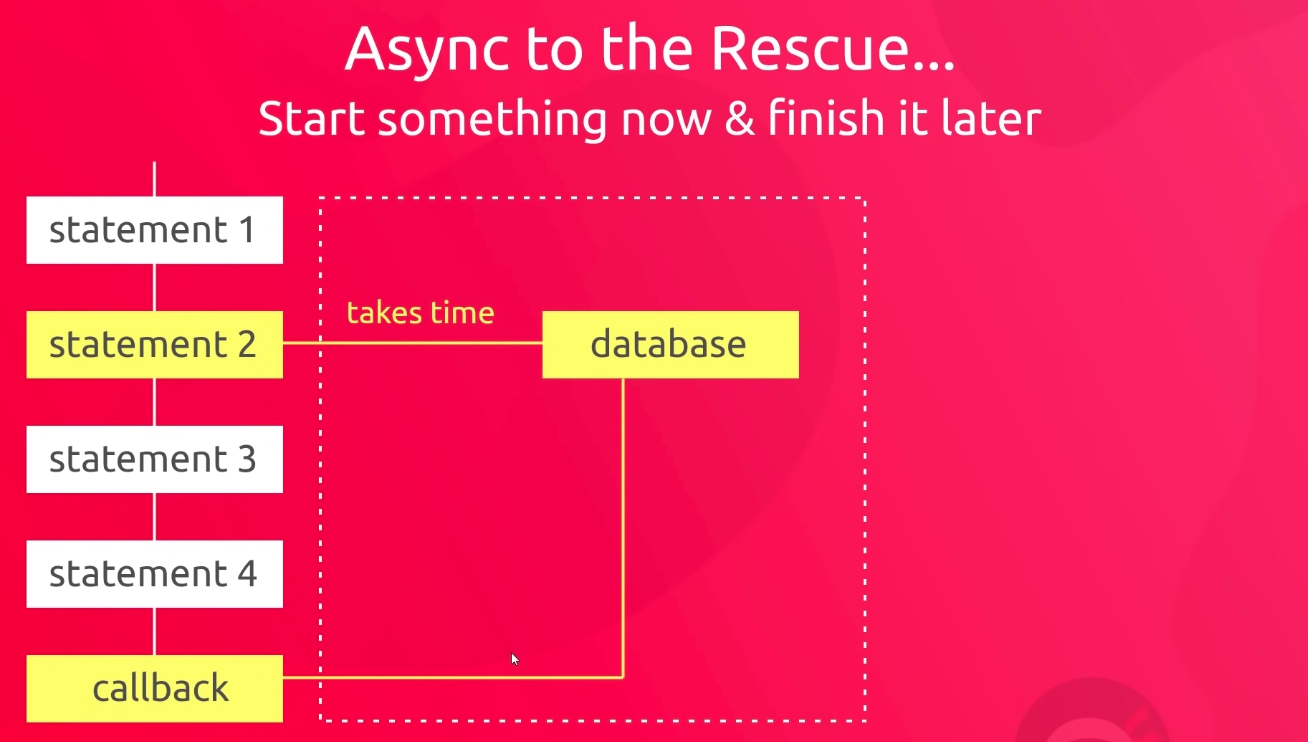 Async to the Rescue...
Start something now & finish it later
statement 1
takes time
statement 2
database
statement 3
statement 4
callback